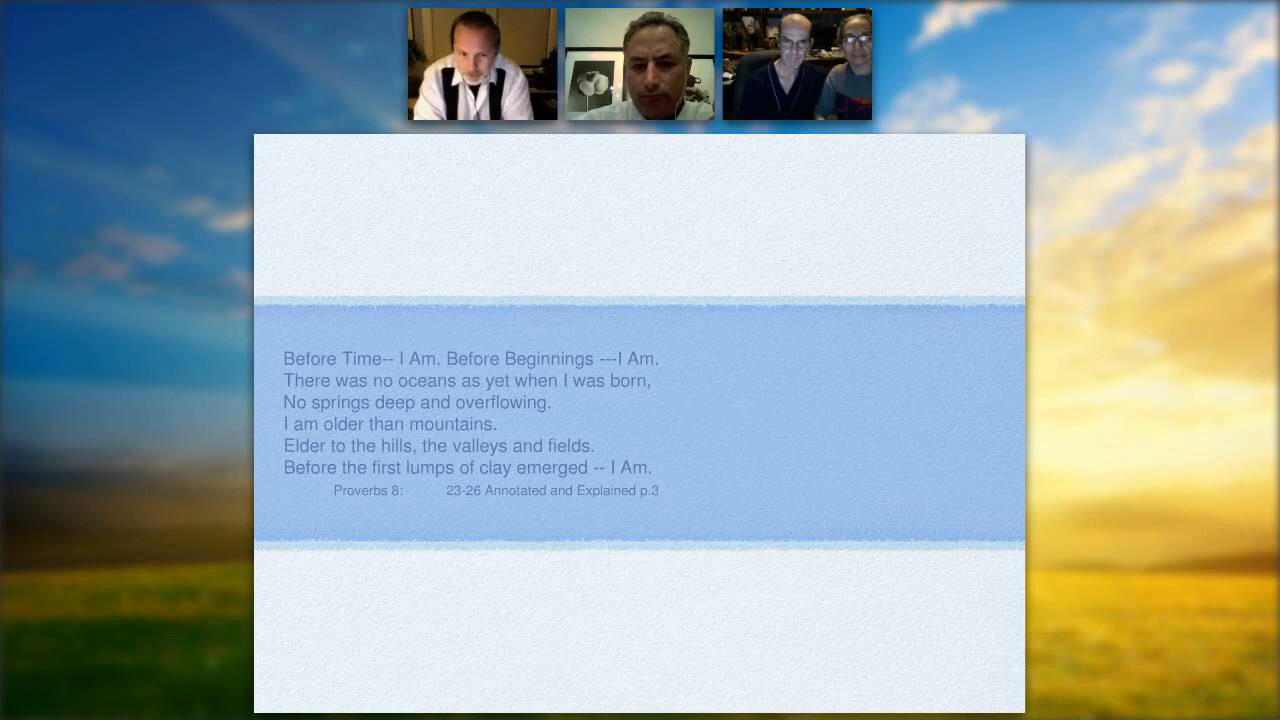 Before Time-- I Am. Before Beginnings ---I Am.
There was no oceans as yet when I was born,
No springs deep and overflowing.
I am older than mountains.
Elder to the hills, the valleys and fields.
Before the first lumps of clay emerged -- I Am.
Proverbs 8: 23-26 Annotated and Explained p.3